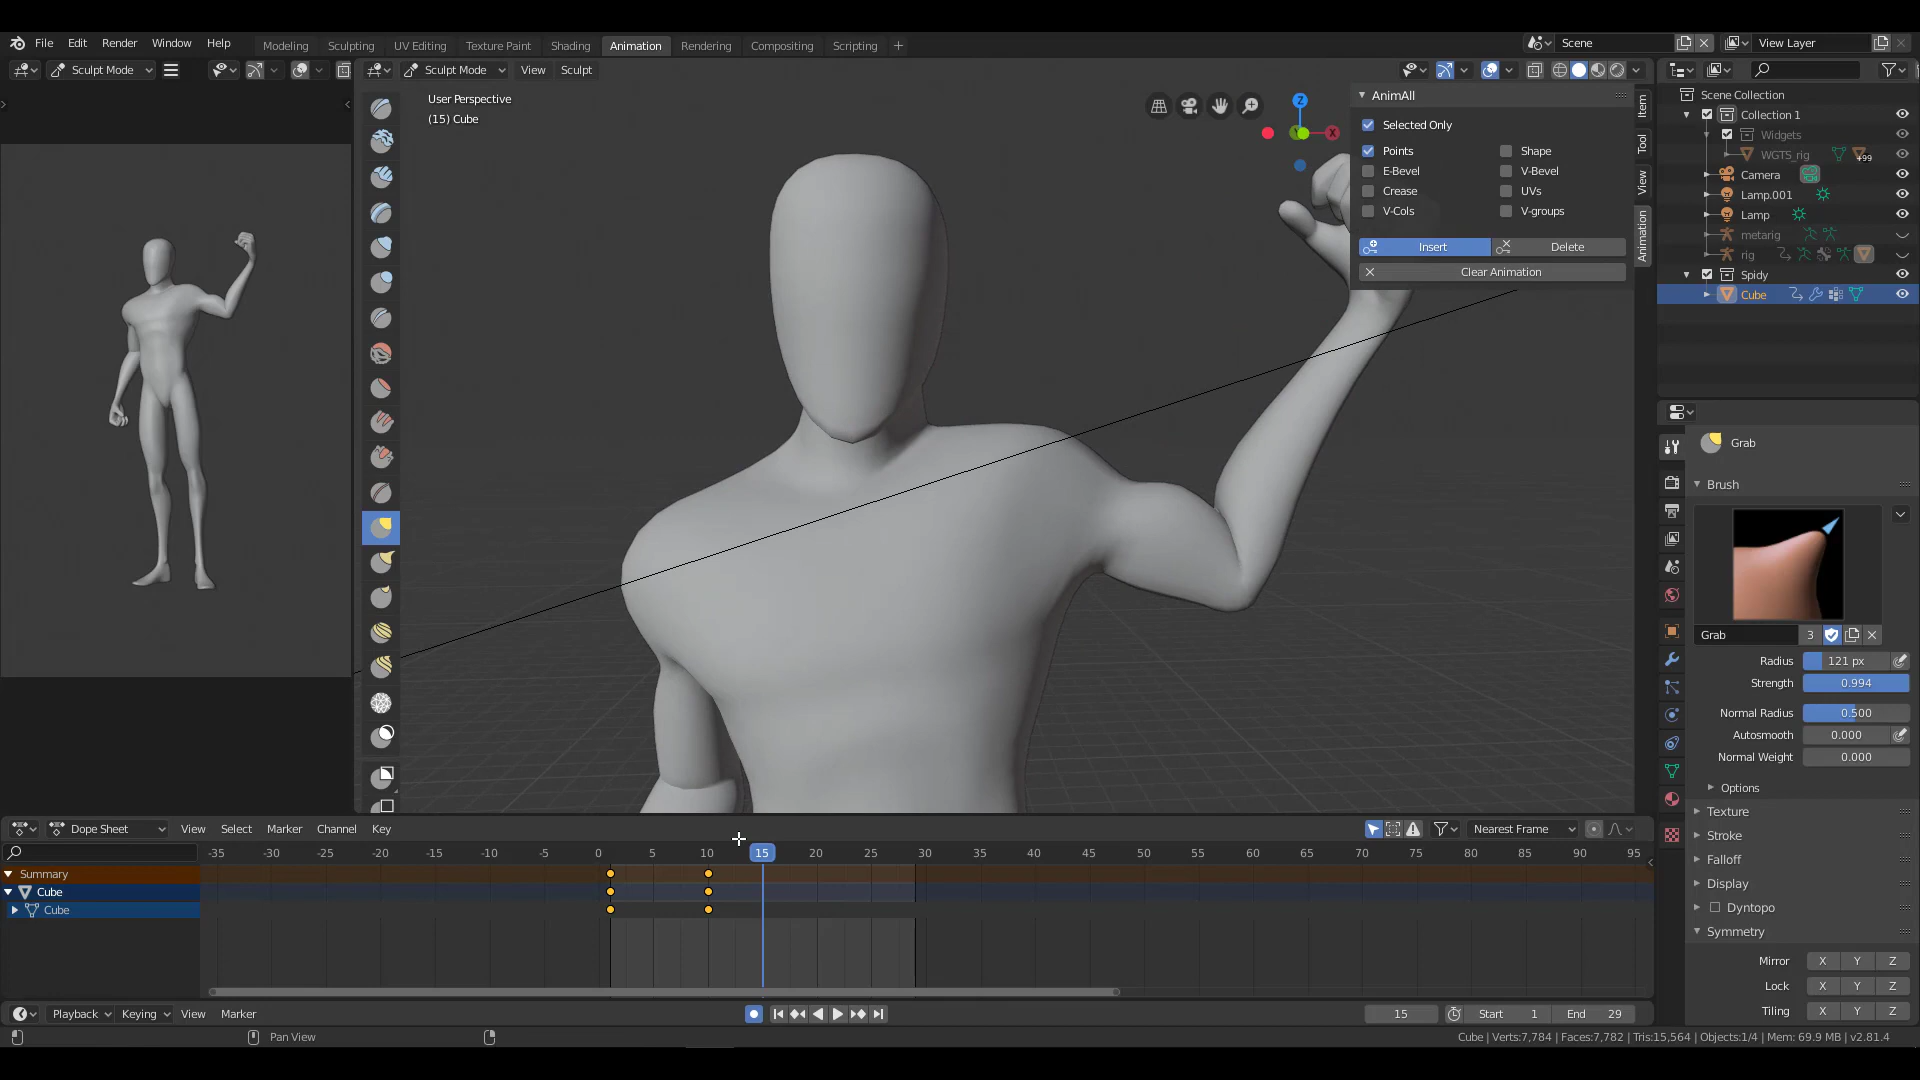 File Edit Render Window Help Modeling Sculpting UV Editing Texture Paint Shading Animation Rendering Compositing Scripting + Scene View Layer
Sculpt Mode Sculpt Mode View Sculpt
User Perspective
(15) Cube
Z
X
Y
AnimAll
Selected Only
Points Shape
E-Bevel V-Bevel
Crease UVs
V-Cols V-groups
Insert Delete
Clear Animation
Item
Tool
View
Animation
Scene Collection
Collection 1
Widgets
WGTS_rig +99
Camera
Lamp.001
Lamp
metarig
rig
Spidy
Cube
Grab
Brush
Grab 3
Radius 121 px
Strength 0.994
Normal Radius 0.500
Autosmooth 0.000
Normal Weight 0.000
Options
Texture
Stroke
Falloff
Display
Dyntopo
Symmetry
Mirror X Y Z
Lock X Y Z
Tiling X Y Z
Dope Sheet View Select Marker Channel Key Nearest Frame
-35 -30 -25 -20 -15 -10 -5 0 5 10 15 20 25 30 35 40 45 50 55 60 65 70 75 80 85 90 95
Summary
Cube
Cube
Playback Keying View Marker 15 Start 1 End 29
Pan View Cube | Verts:7,784 | Faces:7,782 | Tris:15,564 | Objects:1/4 | Mem: 69.9 MB | v2.81.4